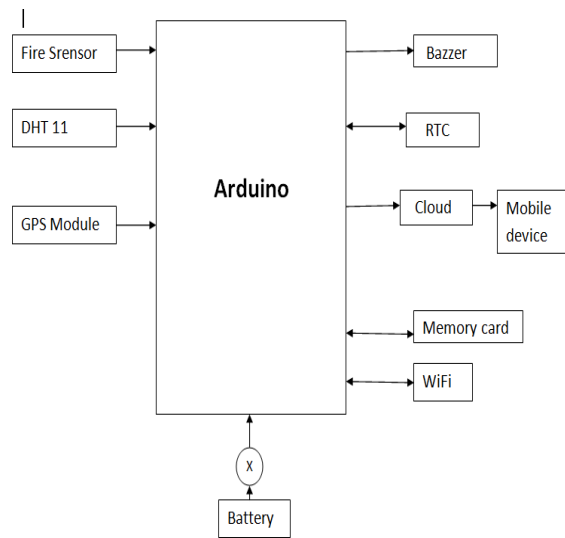 Fire Srensor
Bazzer
DHT 11
RTC
Arduino
GPS Module
Cloud
Mobile
device
Memory card
WiFi
X
Battery